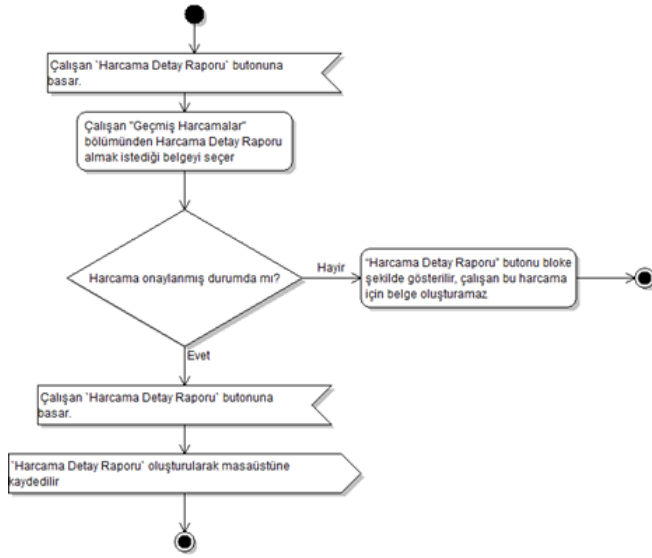 Çalışan `Harcama Detay Raporu` butonuna
basar.
Çalışan "Geçmiş Harcamalar"
bölümünden Harcama Detay Raporu
almak istediği belgeyi seçer
Harcama onaylanmış durumda mı?
Hayir
"Harcama Detay Raporu" butonu bloke
şekilde gösterilir, çalışan bu harcama
için belge oluşturamaz
Evet
Çalışan `Harcama Detay Raporu` butonuna
basar.
`Harcama Detay Raporu` oluşturularak masaüstüne
kaydedilir